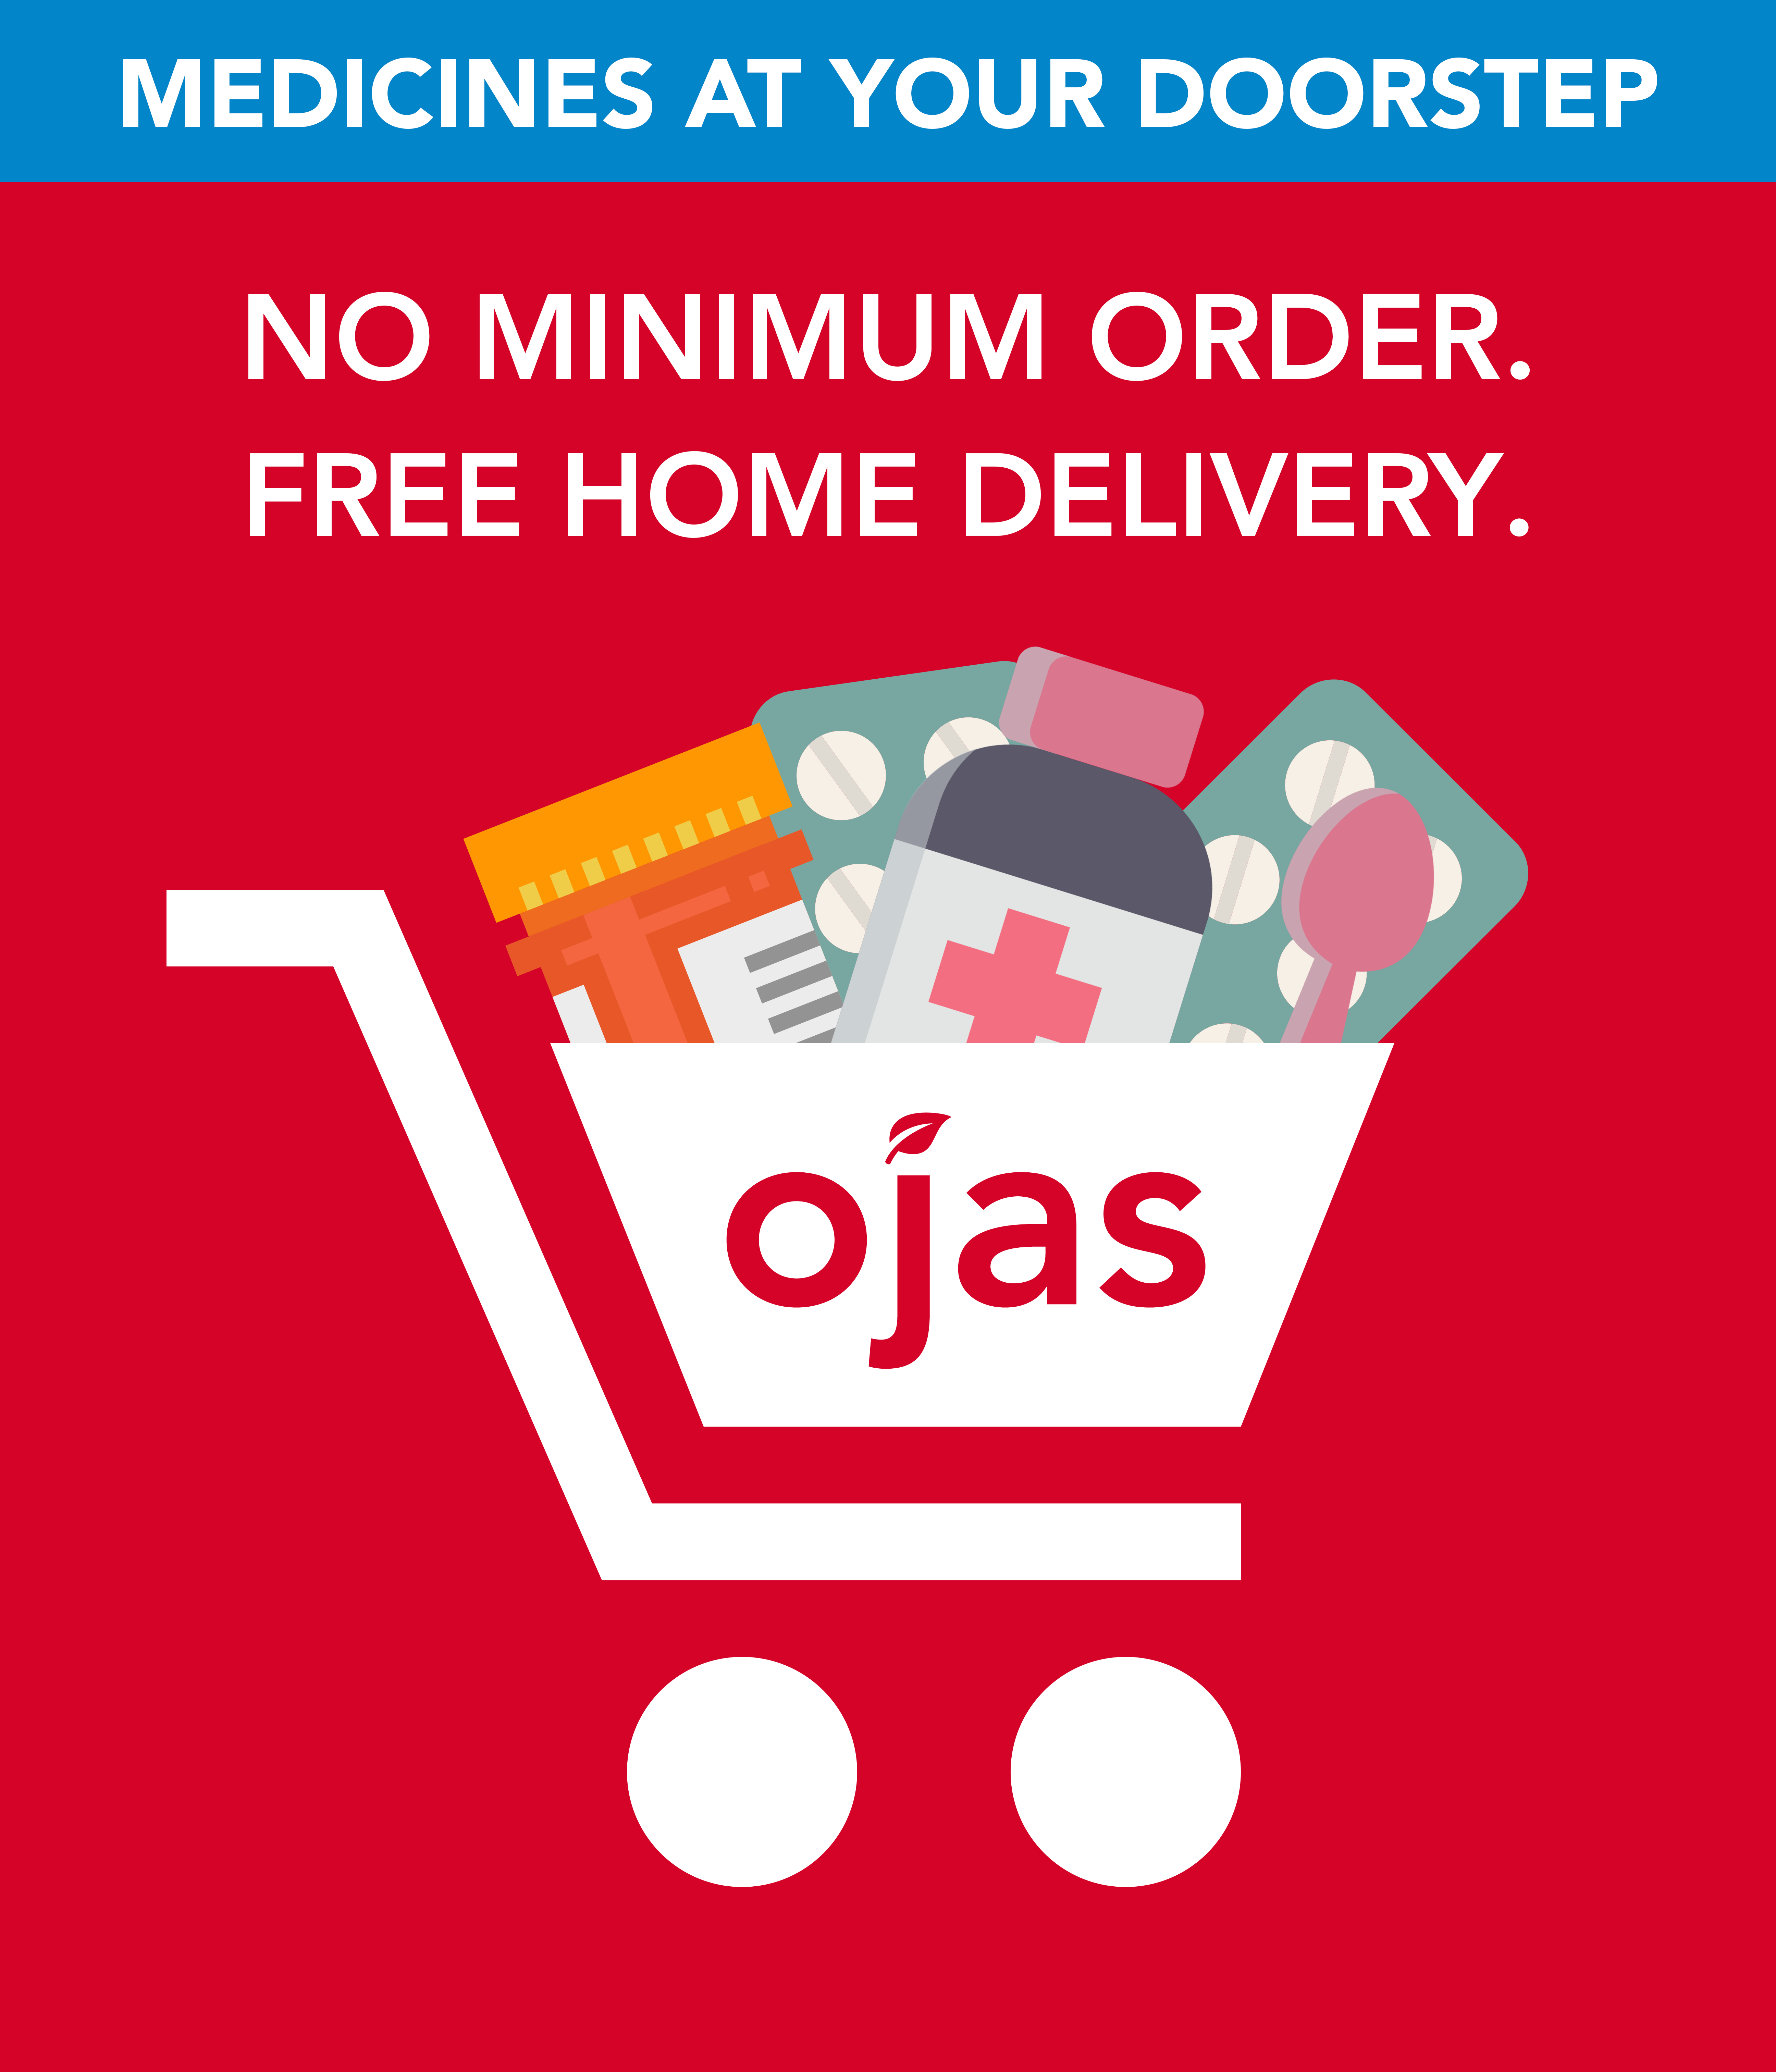 MEDICINES AT YOUR DOORSTEP
NO MINIMUM ORDER.
FREE HOME DELIVERY.
ojas